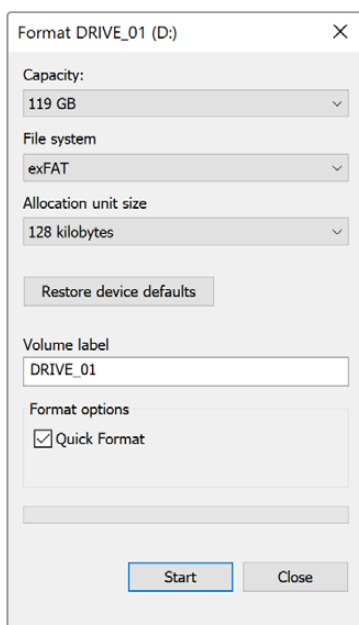 Format DRIVE_01 (D:)
Capacity:
119 GB
File system
exFAT
Allocation unit size
128 kilobytes
Restore device defaults
Volume label
DRIVE_01
Format options
Quick Format
Start Close